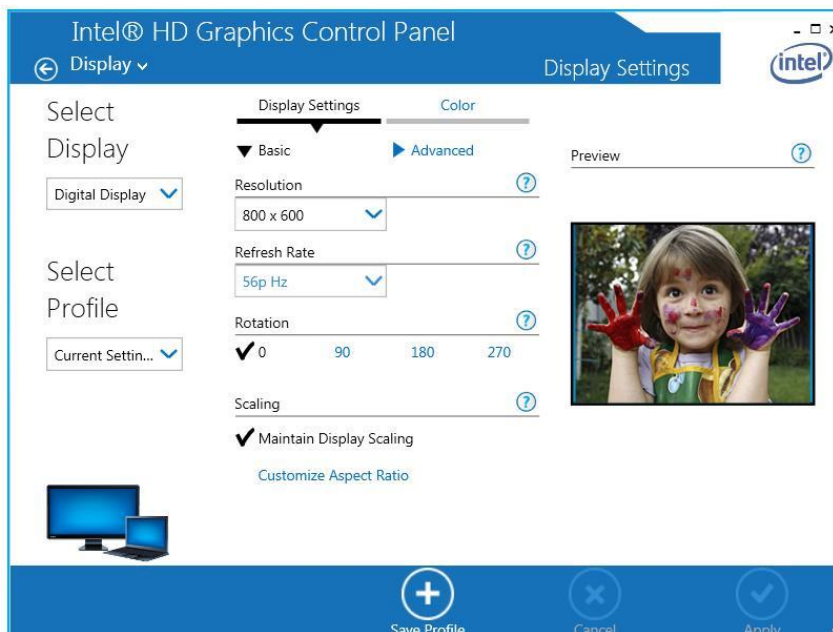 Intel® HD Graphics Control Panel
Display
Display Settings
intel
Select
Display
Digital Display
Select
Profile
Current Settin...
Display Settings
Color
Basic
Advanced
Resolution
800 x 600
Refresh Rate
56p Hz
Rotation
0
90
180
270
Scaling
Maintain Display Scaling
Customize Aspect Ratio
Preview
Save Profile
Cancel
Apply